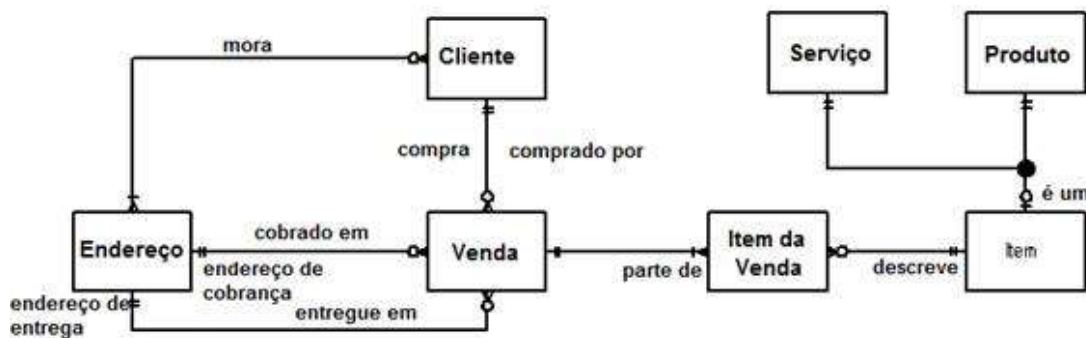 mora
Cliente
Serviço
Produto
compra
comprado por
é um
Endereço
cobrado em
Venda
Item da
Venda
Item
endereço de
cobrança
parte de
descreve
endereço de
entrega
entregue em